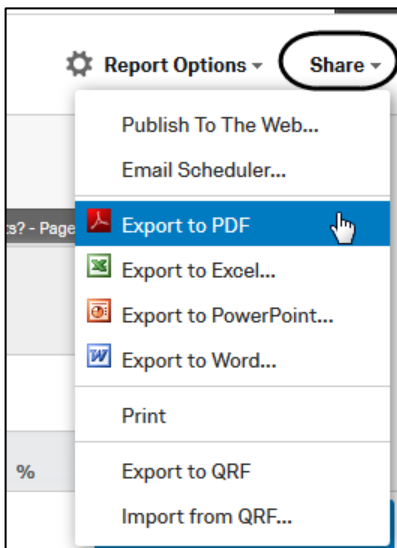 Report Options
Share
Publish To The Web...
Email Scheduler...
s? - Page
Export to PDF
Export to Excel...
Export to PowerPoint...
Export to Word...
Print
%
Export to QRF
Import from QRF...